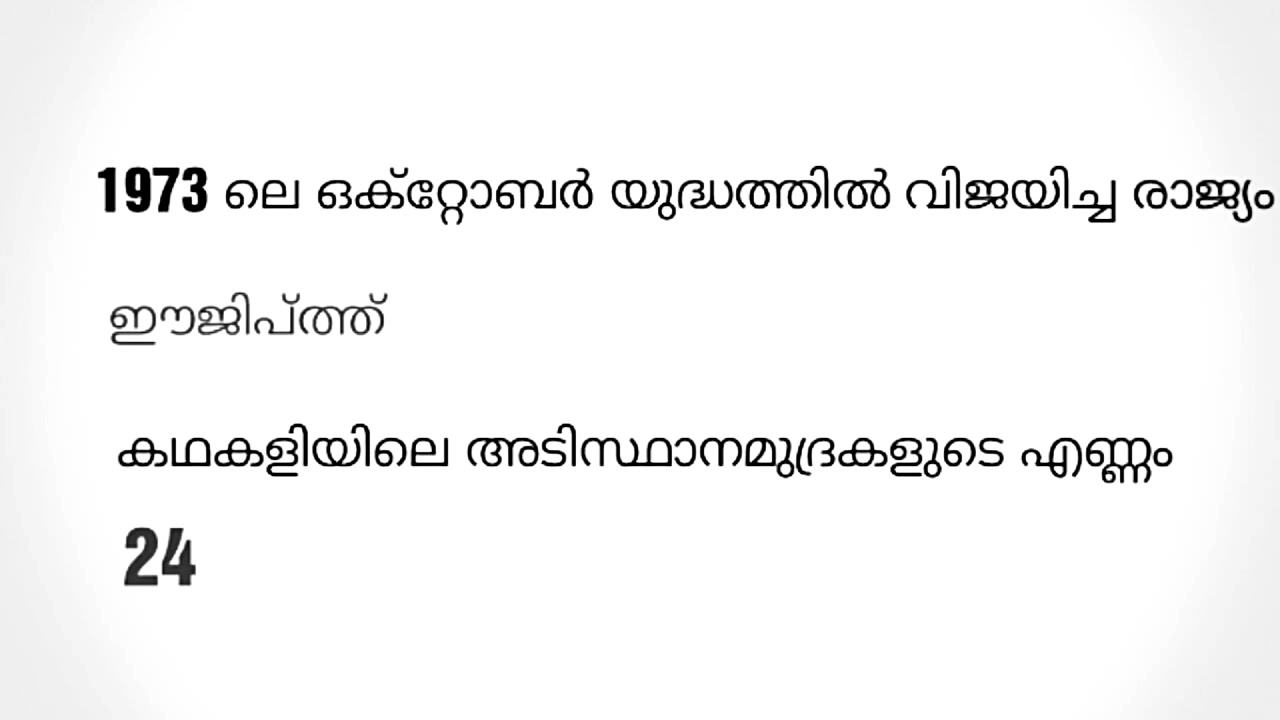 1973 ലെ ഒക്റ്റോബർ യുദ്ധത്തിൽ വിജയിച്ച രാജ്യം
ഈജിപ്ത്ത്
കഥകളിയിലെ അടിസ്ഥാനമുദ്രകളുടെ എണ്ണം
24